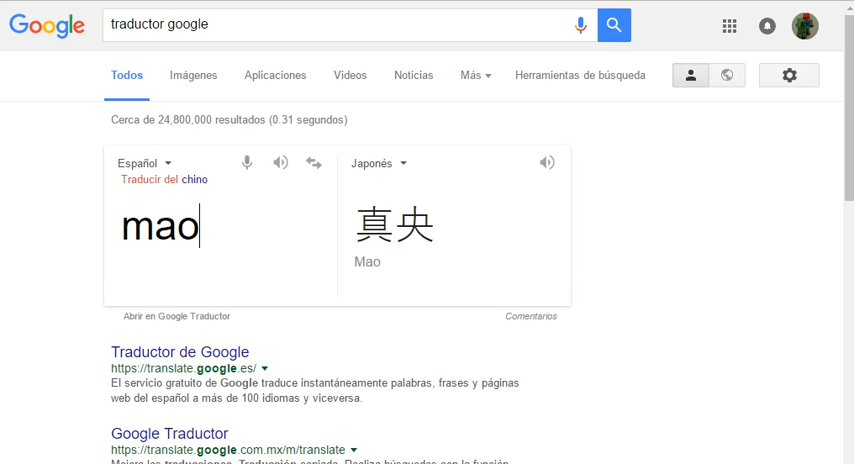 Google
traductor google
Todos Imágenes Aplicaciones Videos Noticias Más Herramientas de búsqueda
Cerca de 24,800,000 resultados (0.31 segundos)
Español Japonés
Traducir del chino
mao 真央
Mao
Abrir en Google Traductor Comentarios
Traductor de Google
https://translate.google.es/
El servicio gratuito de Google traduce instantáneamente palabras, frases y páginas
web del español a más de 100 idiomas y viceversa.
Google Traductor
https://translate.google.com.mx/m/translate